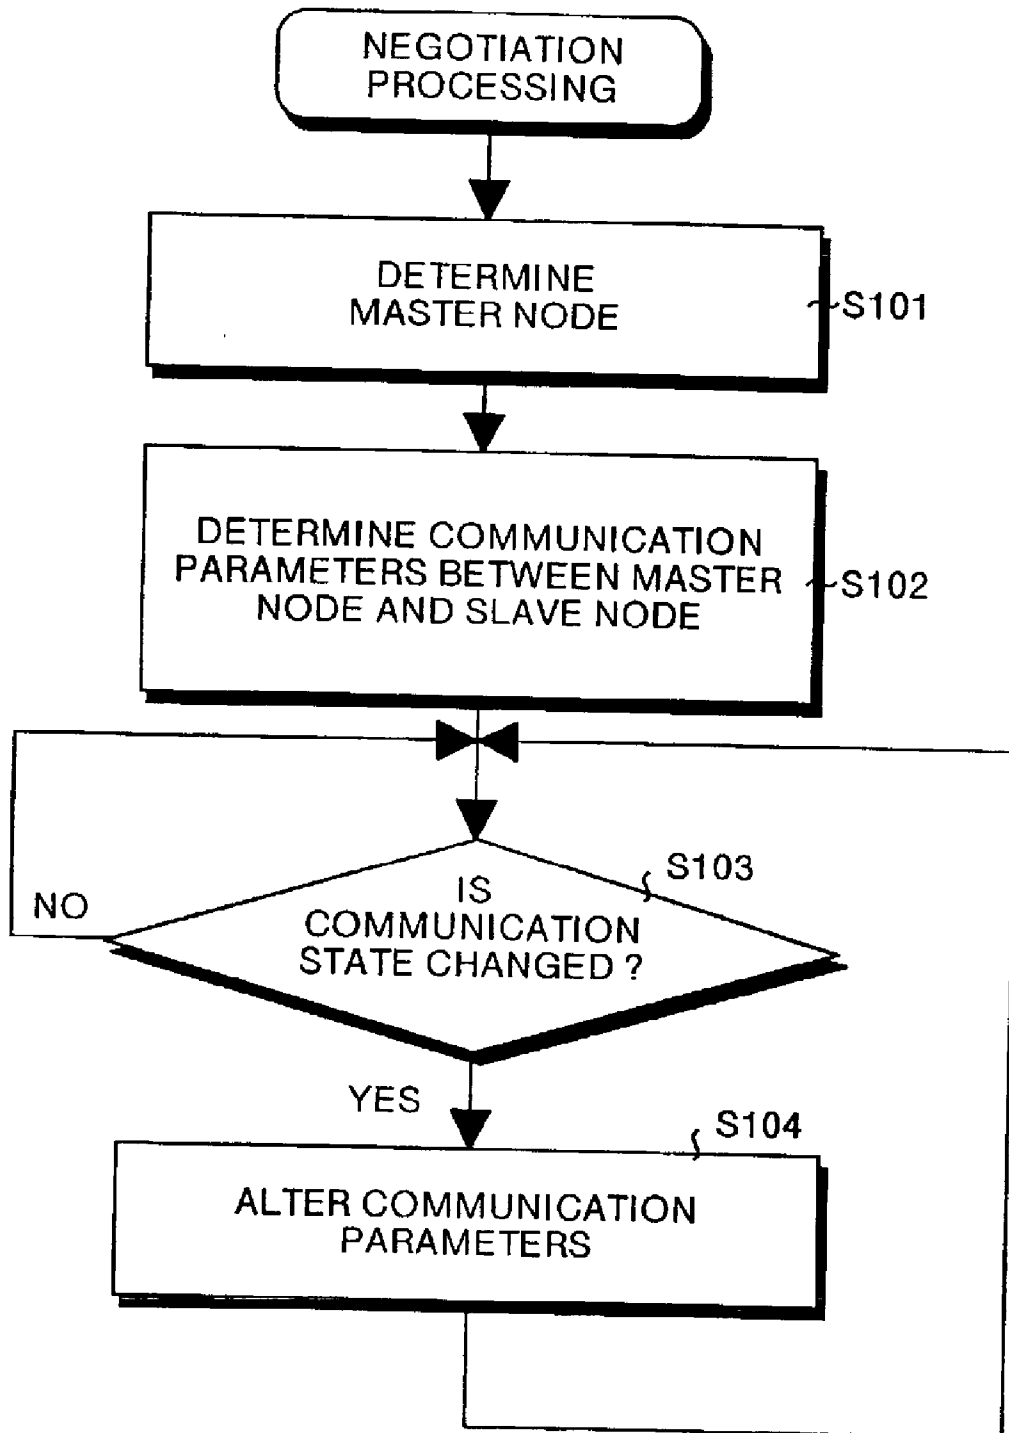 NEGOTIATION
PROCESSING
DETERMINE
MASTER NODE
S101
DETERMINE COMMUNICATION
PARAMETERS BETWEEN MASTER
NODE AND SLAVE NODE
S102
S103
IS
COMMUNICATION
STATE CHANGED ?
NO
YES
S104
ALTER COMMUNICATION
PARAMETERS